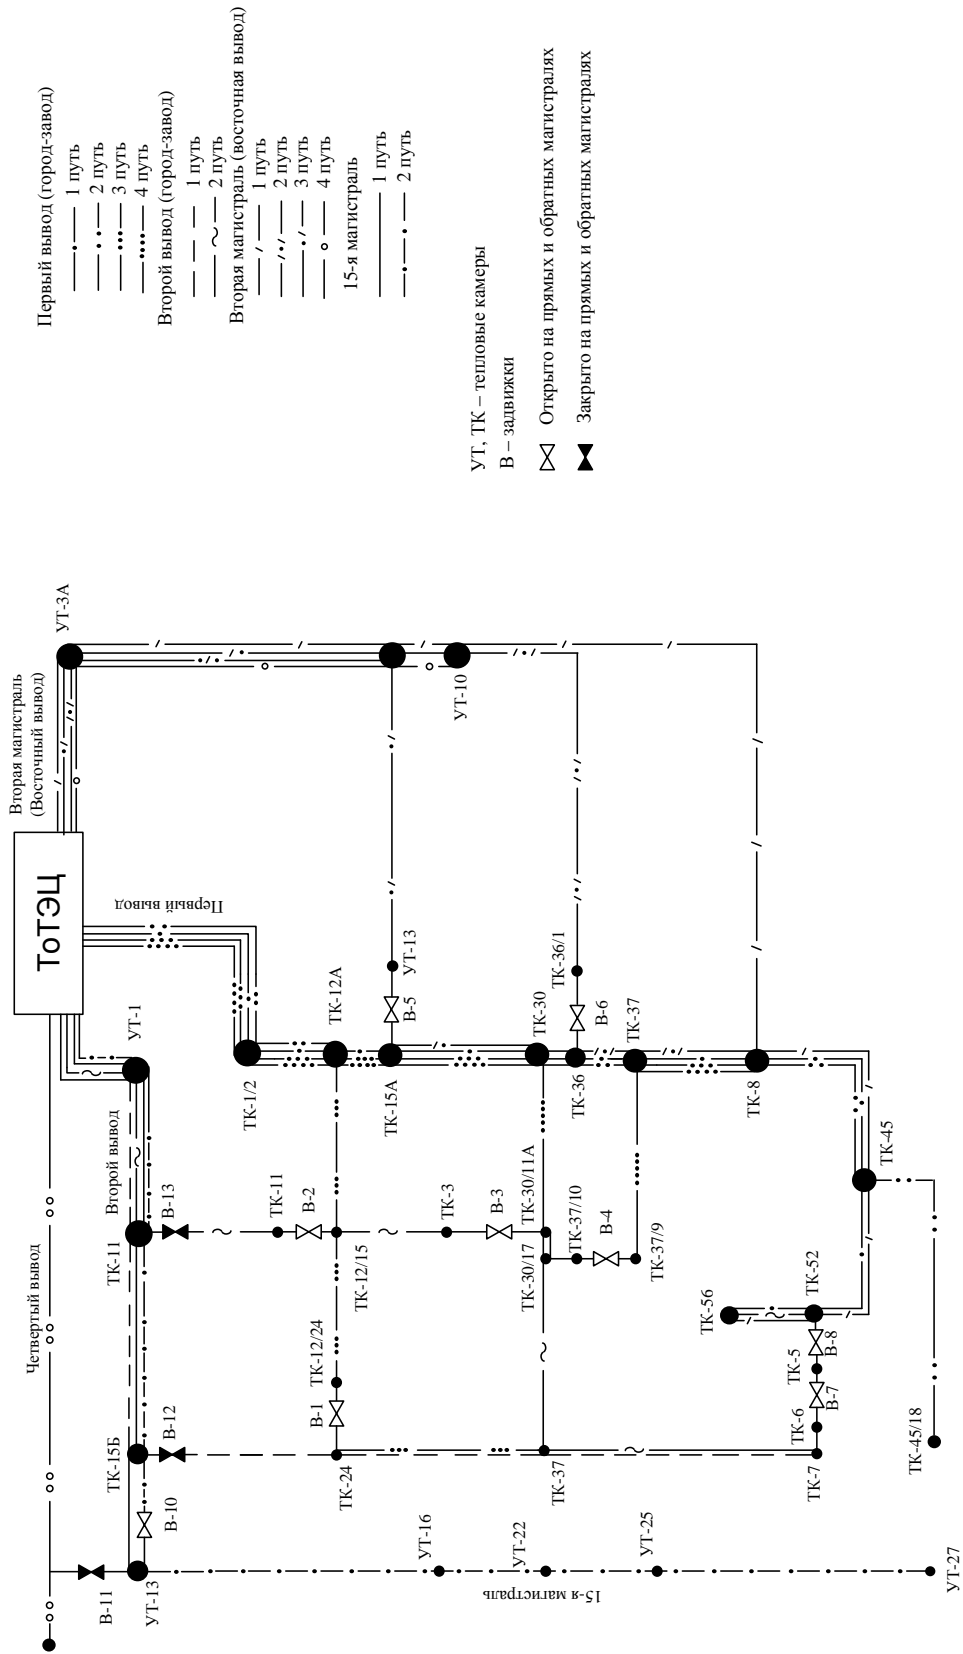 Первый вывод (город-завод)
1 путь
2 путь
3 путь
4 путь
Второй вывод (город-завод)
1 путь
2 путь
Вторая магистраль (восточная вывод)
1 путь
2 путь
3 путь
4 путь
15-я магистраль
1 путь
2 путь
УТ, ТК – тепловые камеры
В – задвижки
Открыто на прямых и обратных магистралях
Закрыто на прямых и обратных магистралях
УТ-3А
Вторая магистраль
(Восточный вывод)
УТ-10
ТоТЭЦ
Первый вывод
УТ-1
ТК-1/2
ТК-12А
ТК-15А
В-5
УТ-13
ТК-30
ТК-36/1
В-6
ТК-36
ТК-37
ТК-8
ТК-45
Второй вывод
ТК-11
В-13
ТК-11
В-2
ТК-12/15
ТК-3
В-3
ТК-30/11А
ТК-30/17
ТК-37/10
В-4
ТК-37/9
Четвертый вывод
ТК-56
ТК-52
В-8
ТК-5
В-7
ТК-6
ТК-7
ТК-45/18
ТК-12/24
В-1
ТК-24
ТК-37
ТК-15Б
В-12
В-10
В-11
УТ-13
УТ-16
УТ-22
УТ-25
УТ-27
15-я магистраль